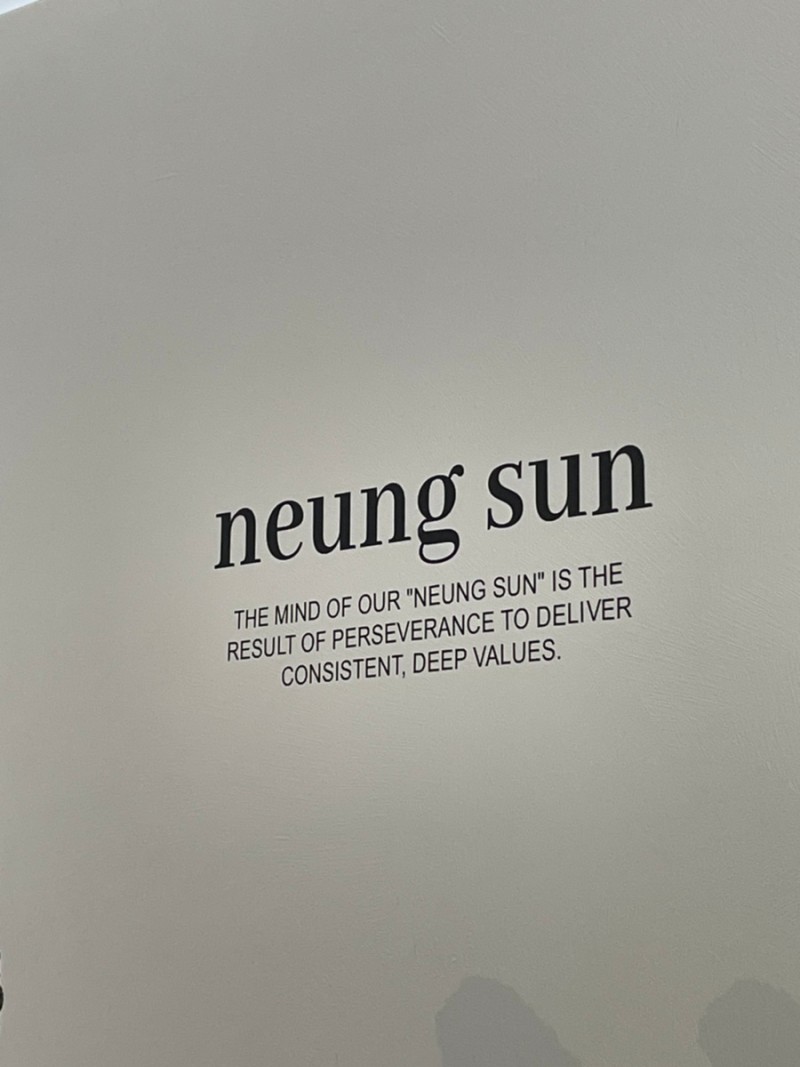 neung sun
THE MIND OF OUR "NEUNG SUN" IS THE
RESULT OF PERSEVERANCE TO DELIVER
CONSISTENT, DEEP VALUES.